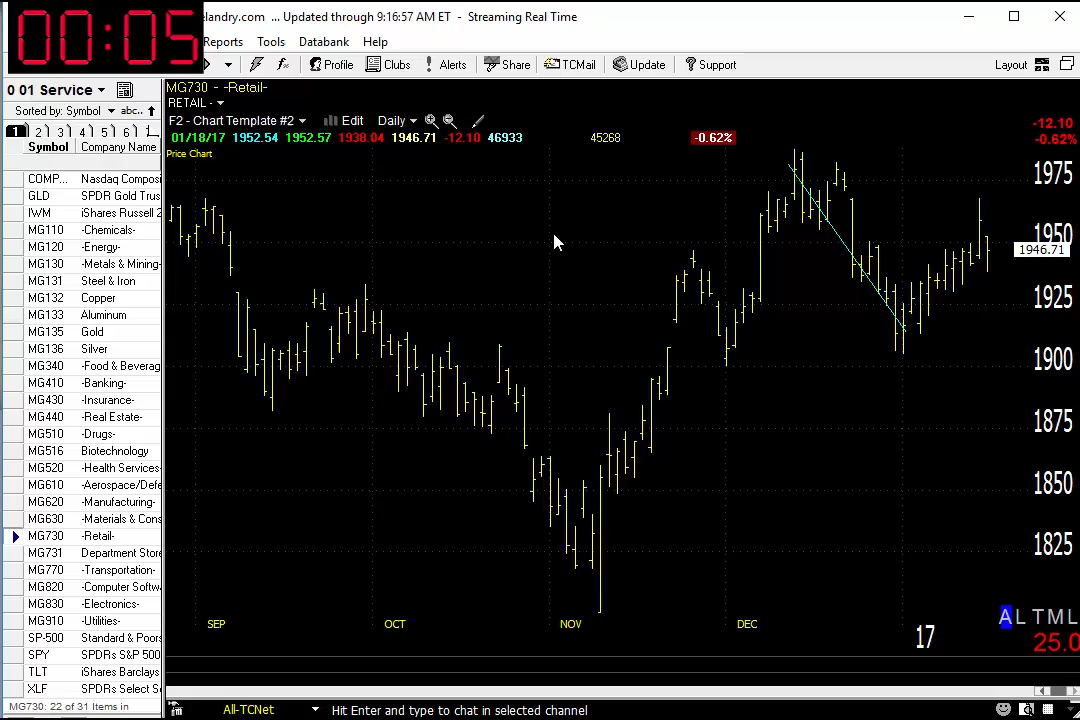 00:05
elandry.com ... Updated through 9:16:57 AM ET - Streaming Real Time
Reports Tools Databank Help
Profile Clubs Alerts Share TCMail Update Support Layout
0 01 Service
Sorted by: Symbol abc..
1 2 3 4 5 6 1
Symbol Company Name
COMP... Nasdaq Composi
GLD SPDR Gold Trus
IWM iShares Russell 2
MG110 -Chemicals-
MG120 -Energy-
MG130 -Metals & Mining-
MG131 Steel & Iron
MG132 Copper
MG133 Aluminum
MG135 Gold
MG136 Silver
MG340 -Food & Beverag
MG410 -Banking-
MG430 -Insurance-
MG440 -Real Estate-
MG510 -Drugs-
MG516 Biotechnology
MG520 -Health Services-
MG610 -Aerospace/Defe
MG620 -Manufacturing-
MG630 -Materials & Cons
MG730 -Retail-
MG731 Department Store
MG770 -Transportation-
MG820 -Computer Softw
MG830 -Electronics-
MG910 -Utilities-
SP-500 Standard & Poors
SPY SPDRs S&P 500
TLT iShares Barclays
XLF SPDRs Select S
MG730: 22 of 31 Items in
MG730 - -Retail-
RETAIL -
F2 - Chart Template #2 Edit Daily
01/18/17 1952.54 1952.57 1938.04 1946.71 -12.10 46933 45268 -0.62%
Price Chart
-12.10
-0.62%
1975
1950
1946.71
1925
1900
1875
1850
1825
SEP OCT NOV DEC
17
A L T M L
25.0
All-TCNet Hit Enter and type to chat in selected channel